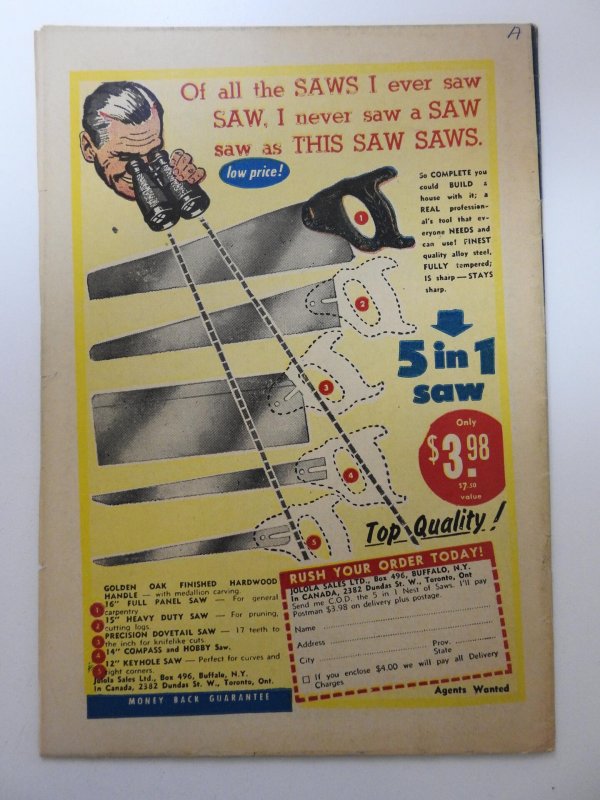 A
Of all the SAWS I ever saw
SAW, I never saw a SAW
saw as THIS SAW SAWS.
low price!
So COMPLETE you
could BUILD a
house with it; a
REAL profession-
al's tool that ev-
eryone NEEDS and
can use! FINEST
quality alloy steel,
FULLY tempered;
IS sharp — STAYS
sharp.
1
2
3
4
5
5 in 1
saw
Only
$3.98
$7.50
value
Top Quality!
GOLDEN OAK FINISHED HARDWOOD
HANDLE — with medallion carving.
1 16" FULL PANEL SAW — For general
carpentry
2 15" HEAVY DUTY SAW — For pruning,
cutting logs.
3 PRECISION DOVETAIL SAW — 17 teeth to
the inch for knifelike cuts.
4 14" COMPASS and HOBBY Saw.
5 12" KEYHOLE SAW — Perfect for curves and
tight corners.
Jolola Sales Ltd., Box 496, Buffalo, N.Y.
In Canada, 2382 Dundas St. W., Toronto, Ont.
MONEY BACK GUARANTEE
RUSH YOUR ORDER TODAY!
JOLOLA SALES LTD., Box 496, BUFFALO, N.Y.
In CANADA, 2382 Dundas St. W., Toronto, Ont
Send me C.O.D. the 5 in 1 Nest of Saws. I'll pay
Postman $3.98 on delivery plus postage.
Name
Address
City Prov. State
If you enclose $4.00 we will pay all Delivery
Charges
Agents Wanted